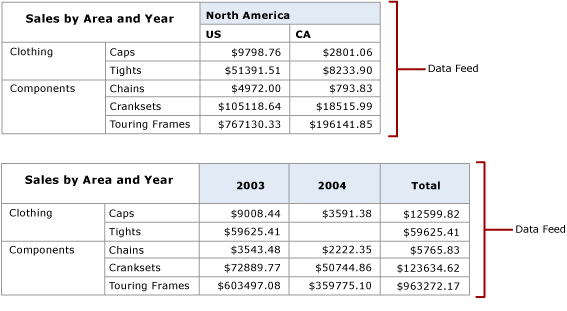 Sales by Area and Year North America
US CA
Clothing Caps $9798.76 $2801.06
Tights $51391.51 $8233.90
Components Chains $4972.00 $793.83
Cranksets $105118.64 $18515.99
Touring Frames $767130.33 $196141.85
Data Feed
Sales by Area and Year 2003 2004 Total
Clothing Caps $9008.44 $3591.38 $12599.82
Tights $59625.41 $59625.41
Components Chains $3543.48 $2222.35 $5765.83
Cranksets $72889.77 $50744.86 $123634.62
Touring Frames $603497.08 $359775.10 $963272.17
Data Feed